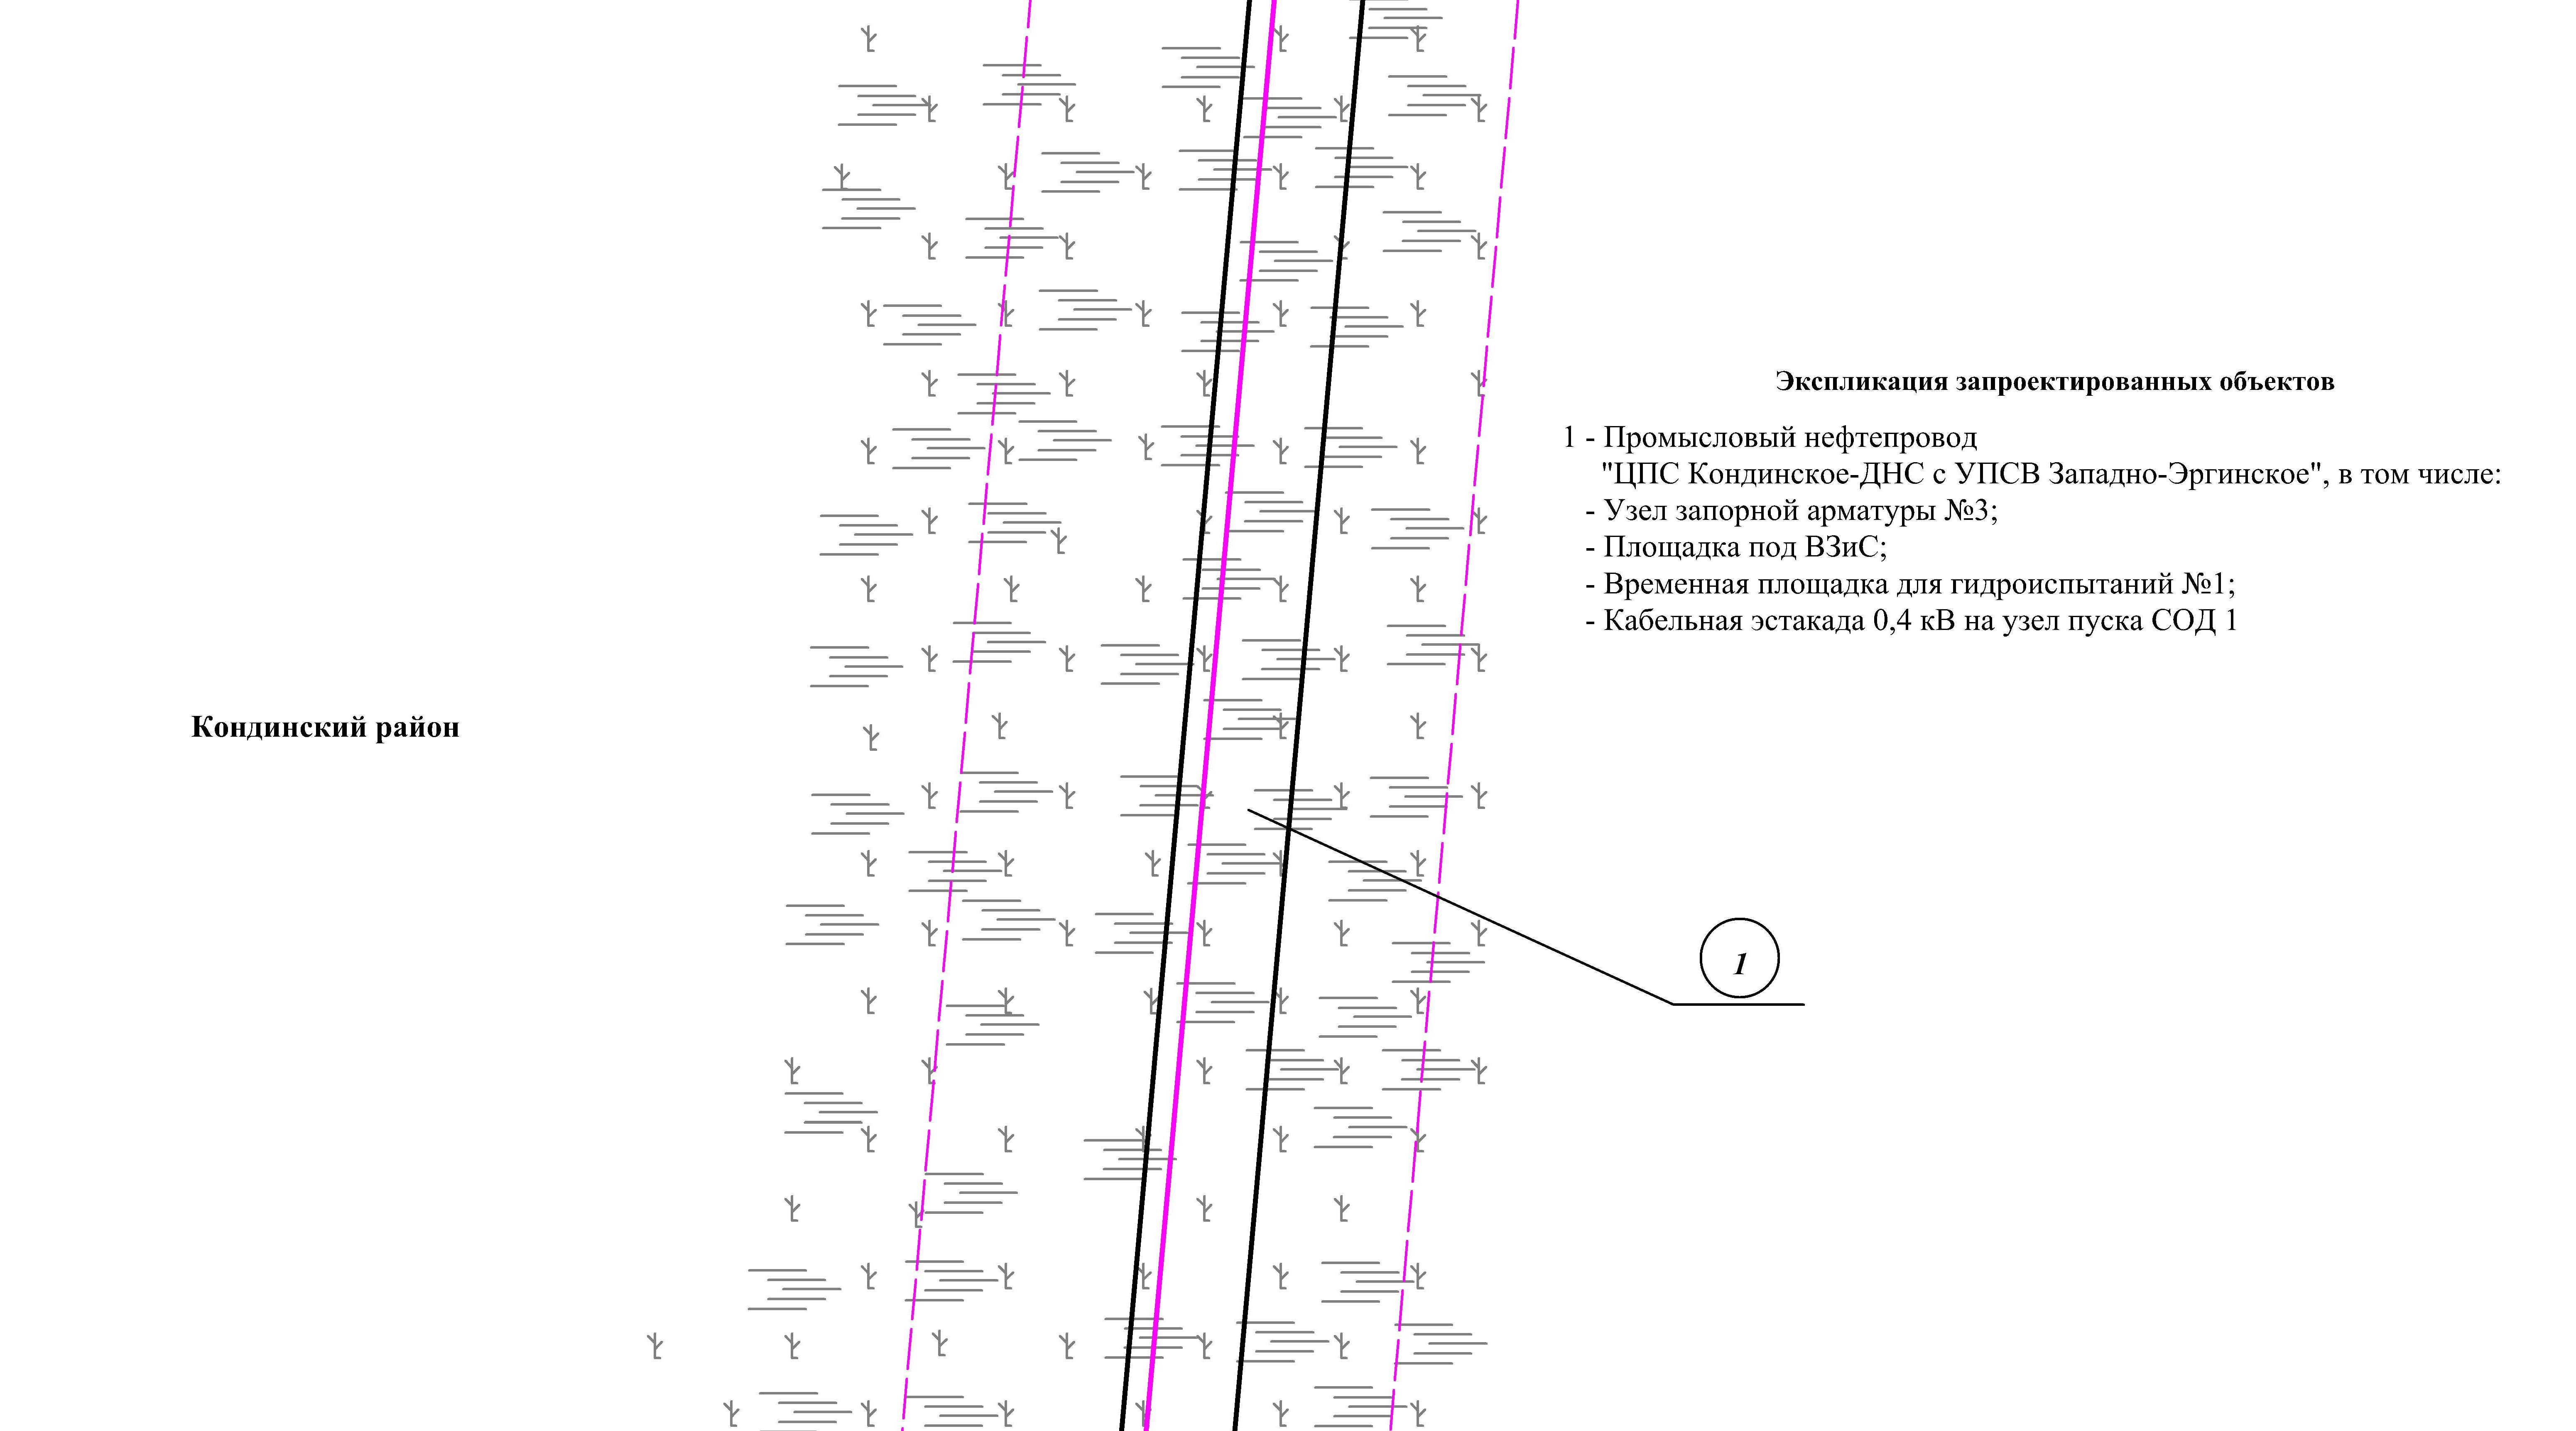 Экспликация запроектированных объектов
1 - Промысловый нефтепровод
"ЦПС Кондинское-ДНС с УПСВ Западно-Эргинское", в том числе:
- Узел запорной арматуры №3;
- Площадка под ВЗиС;
- Временная площадка для гидроиспытаний №1;
- Кабельная эстакада 0,4 кВ на узел пуска СОД 1
Кондинский район
1